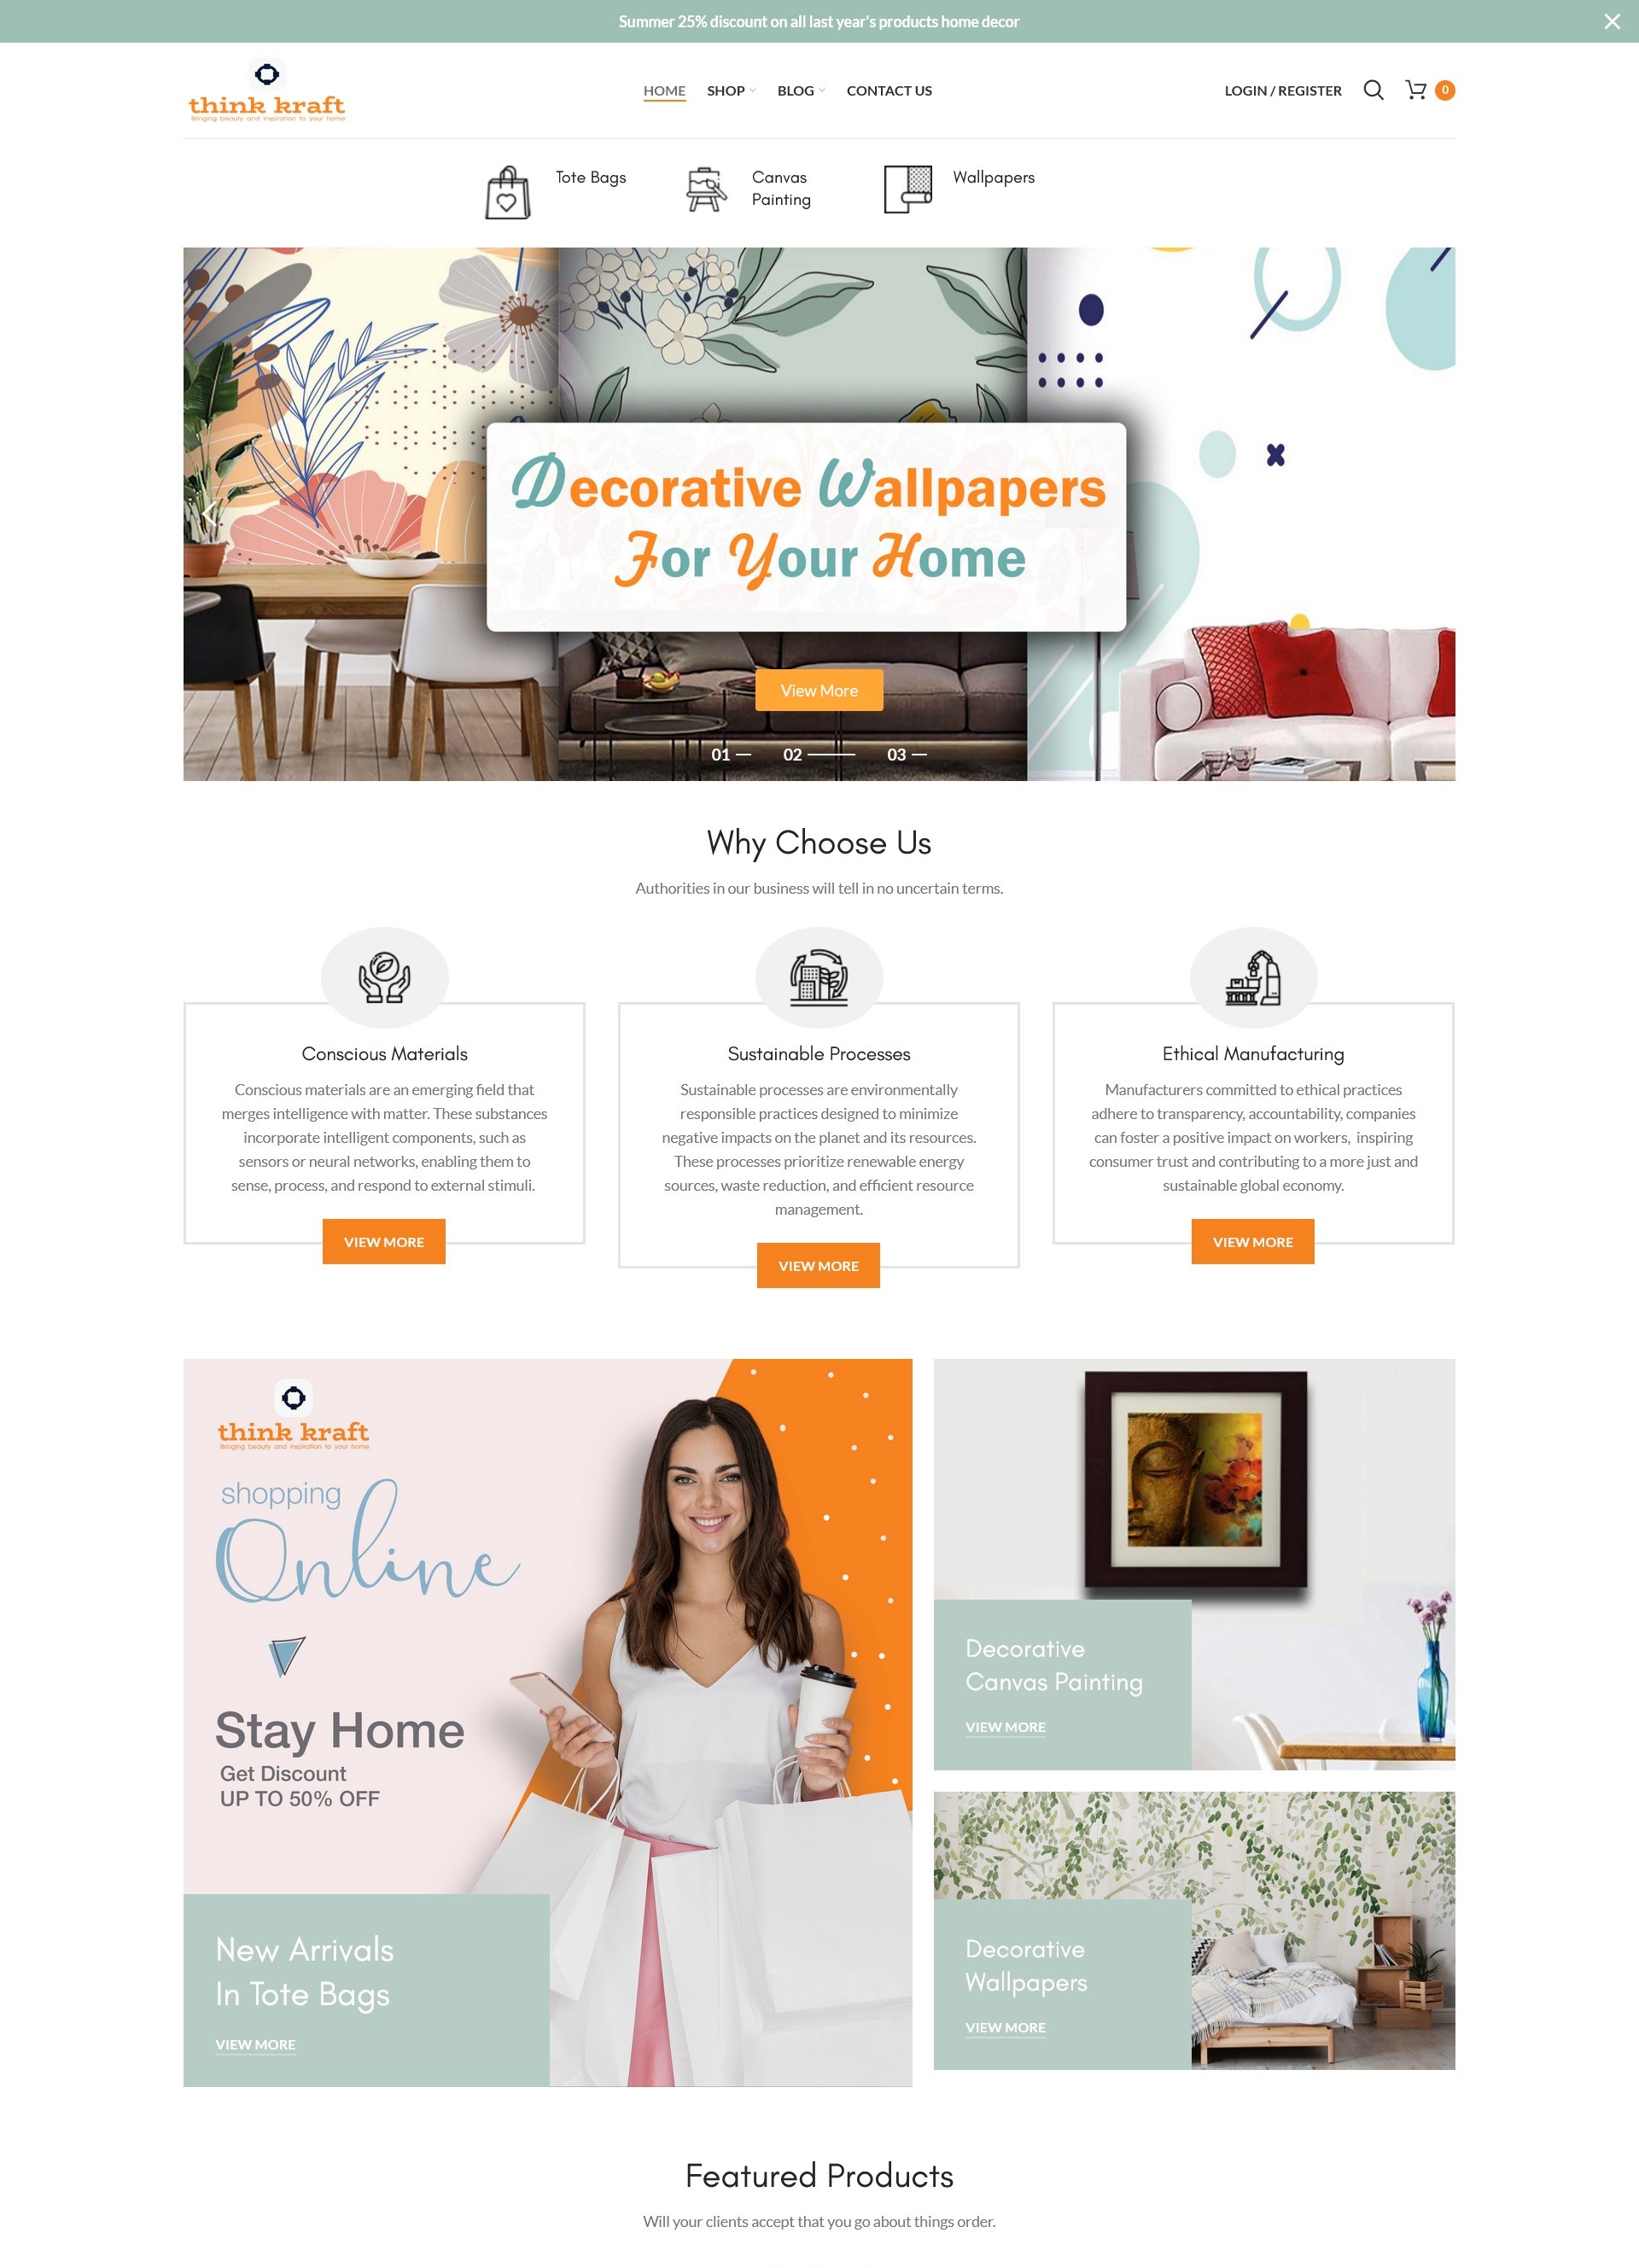 Summer 25% discount on all last year's products home decor
think kraft
Bringing beauty and inspiration to your home
HOME SHOP BLOG CONTACT US
LOGIN / REGISTER 0
Tote Bags
Canvas
Painting
Wallpapers
Decorative Wallpapers
For Your Home
View More
01 02 03
Why Choose Us
Authorities in our business will tell in no uncertain terms.
Conscious Materials
Conscious materials are an emerging field that
merges intelligence with matter. These substances
incorporate intelligent components, such as
sensors or neural networks, enabling them to
sense, process, and respond to external stimuli.
VIEW MORE
Sustainable Processes
Sustainable processes are environmentally
responsible practices designed to minimize
negative impacts on the planet and its resources.
These processes prioritize renewable energy
sources, waste reduction, and efficient resource
management.
VIEW MORE
Ethical Manufacturing
Manufacturers committed to ethical practices
adhere to transparency, accountability, companies
can foster a positive impact on workers,  inspiring
consumer trust and contributing to a more just and
sustainable global economy.
VIEW MORE
think kraft
Bringing beauty and inspiration to your home
shopping
Online
Stay Home
Get Discount
UP TO 50% OFF
New Arrivals
In Tote Bags
VIEW MORE
Decorative
Canvas Painting
VIEW MORE
Decorative
Wallpapers
VIEW MORE
Featured Products
Will your clients accept that you go about things order.